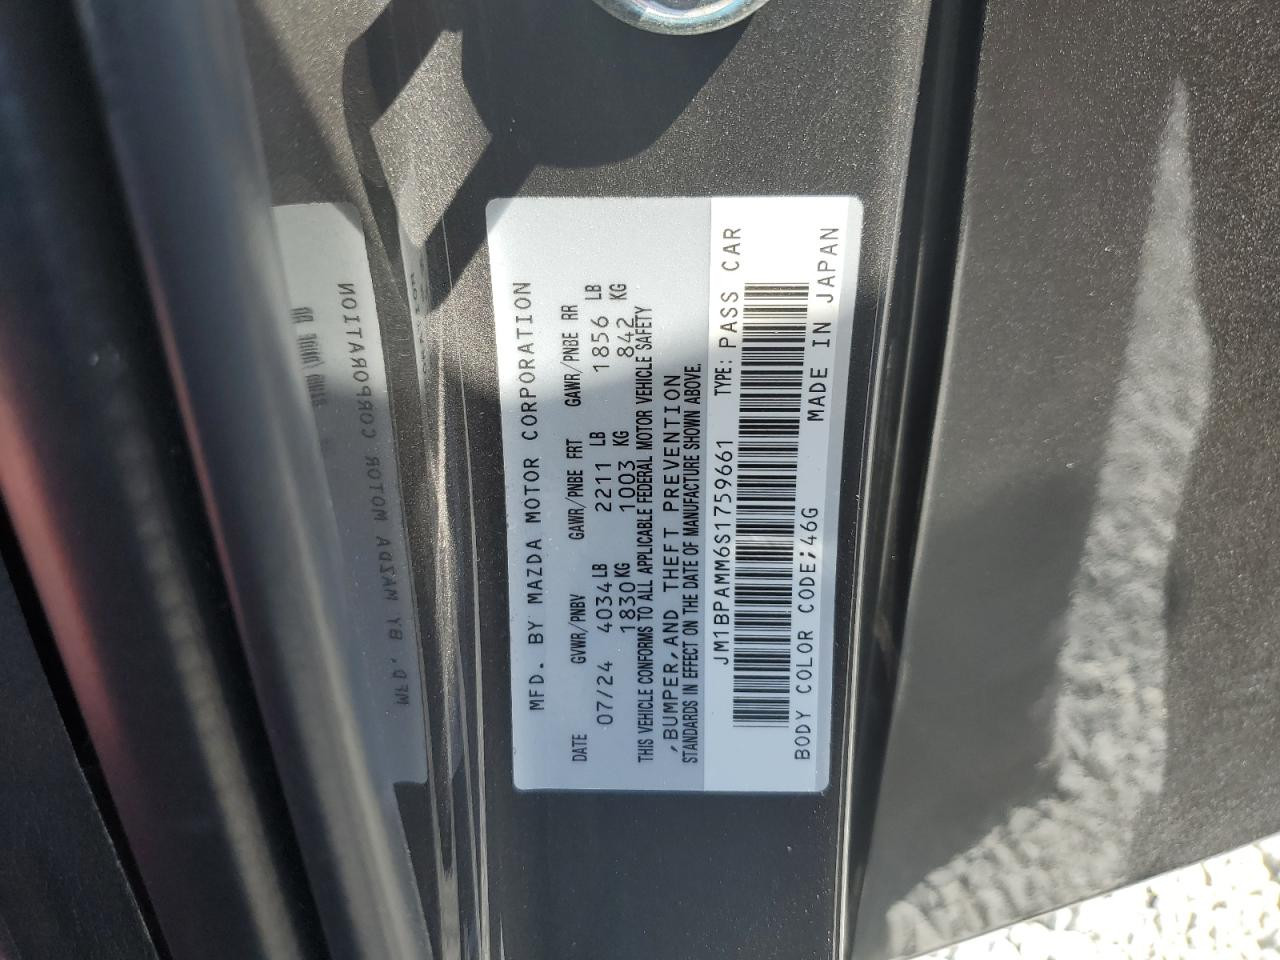 MFD. BY MAZDA MOTOR CORPORATION
DATE GVWR/PNBV GAWR/PNBE FRT GAWR/PNBE RR
07/24 4034 LB 2211 LB 1856 LB
1830 KG 1003 KG 842 KG
THIS VEHICLE CONFORMS TO ALL APPLICABLE FEDERAL MOTOR VEHICLE SAFETY
,BUMPER,AND THEFT PREVENTION
STANDARDS IN EFFECT ON THE DATE OF MANUFACTURE SHOWN ABOVE.
JM1BPAMM6S1759661 TYPE: PASS CAR
BODY COLOR CODE;46G MADE IN JAPAN
MFD. BY MAZDA MOTOR CORPORATION